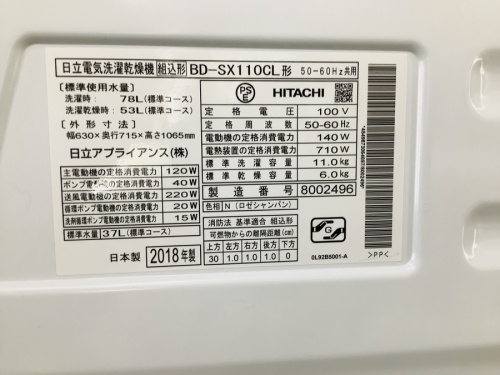 日立電気洗濯乾燥機 組込形 BD-SX110CL形 50-60Hz共用
〔標準使用水量〕
洗濯時: 78L(標準コース)
洗濯乾燥時: 53L(標準コース)
〔外形寸法〕
幅630×奥行715×高さ1065mm
日立アプライアンス(株)
PS
E
HITACHI
定格電圧 100V
定格周波数 50-60Hz
電動機の定格消費電力 140W
電熱装置の定格消費電力 710W
標準洗濯容量 11.0kg
標準乾燥容量 6.0kg
製造番号 8002496
主電動機の定格消費電力 120W
ポンプ電動機の定格消費電力 40W
送風電動機の定格消費電力 220W
循環ポンプ電動機の定格消費電力 20W
洗剤循環ポンプ電動機の定格消費電力 15W
標準水量37L(標準コース)
日本製 2018年製
色相 N(ロゼシャンパン)
消防法 基準適合 組込形
可燃物からの離隔距離(cm)
上方 左方 右方 前方 後方 下方
30 1.0 1.0 1.0 0
G
0L92B5001-A
>PP<